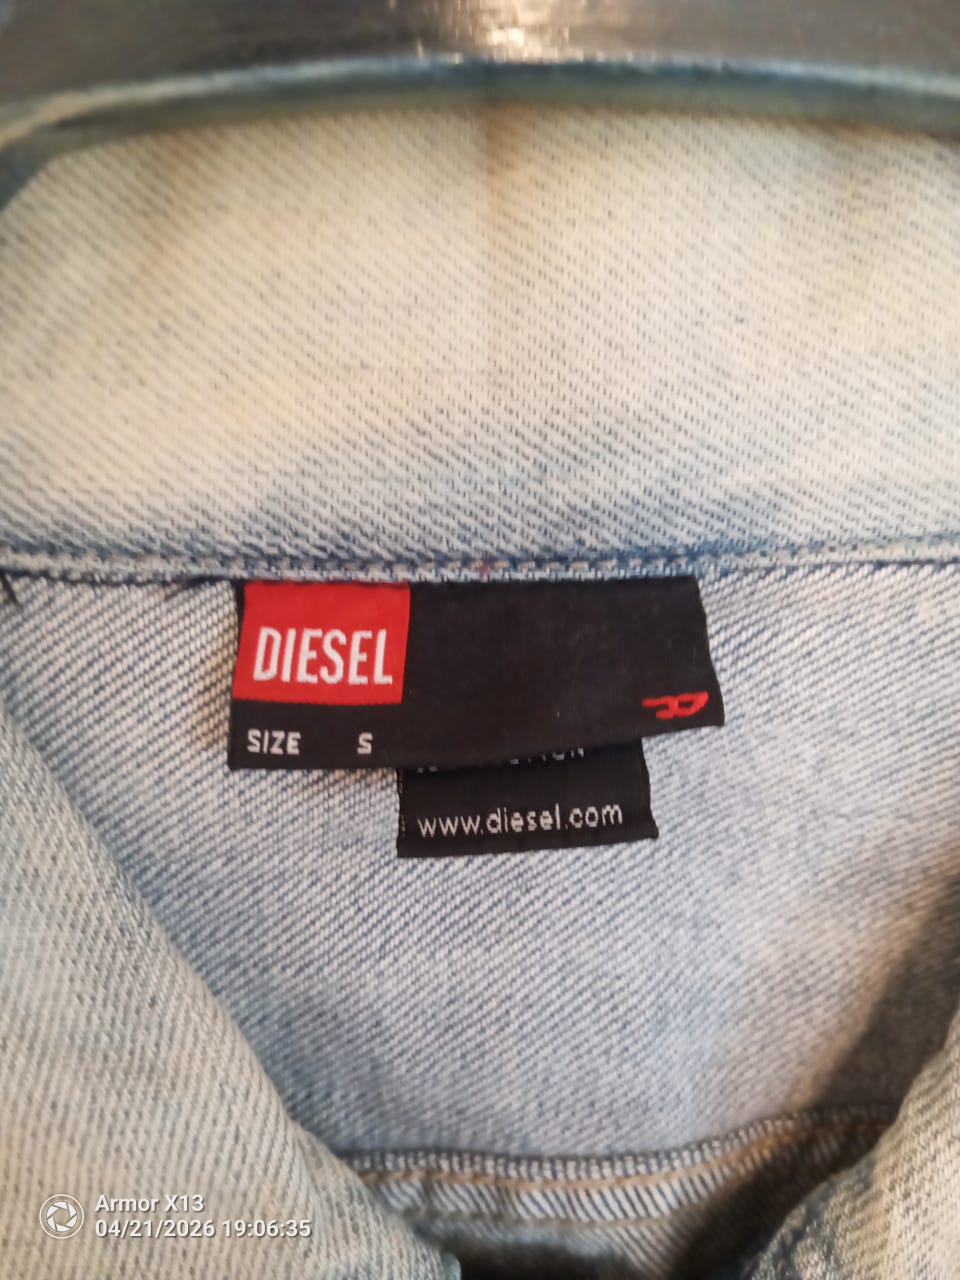 DIESEL
SIZE S
www.diesel.com
Armor X13
04/21/2026 19:06:35